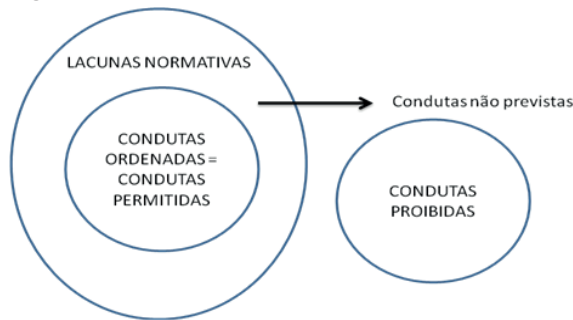 LACUNAS NORMATIVAS
Condutas não previstas
CONDUTAS
ORDENADAS =
CONDUTAS
PERMITIDAS
CONDUTAS
PROIBIDAS